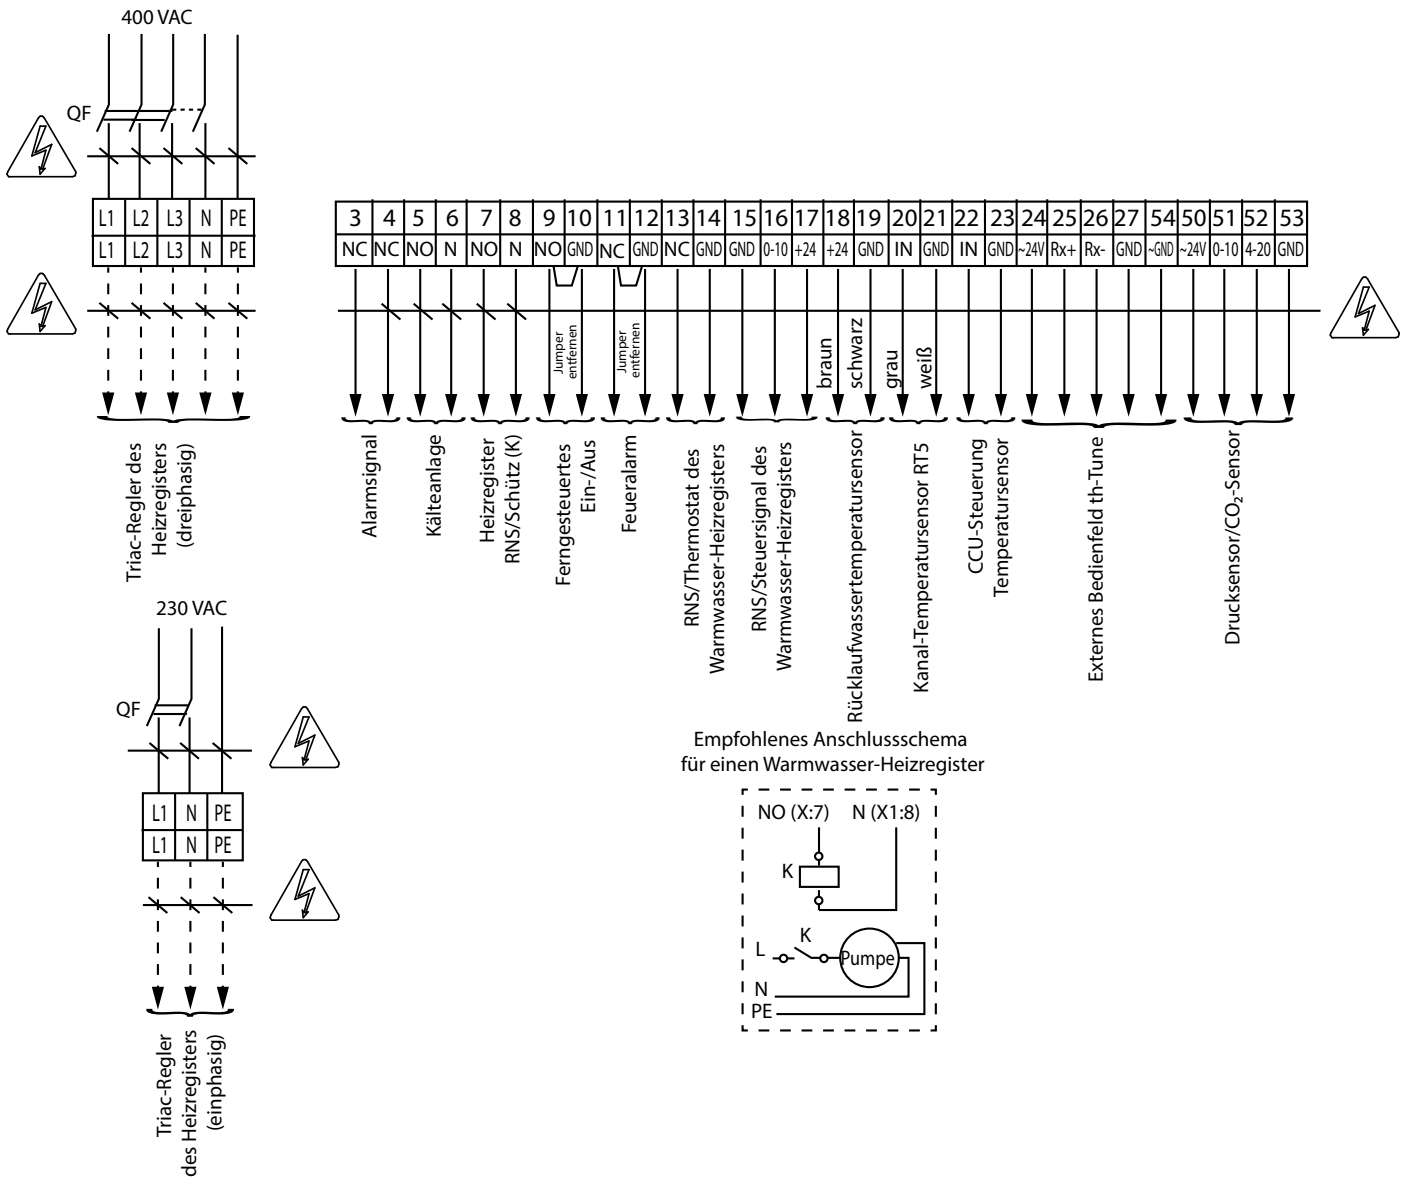 400 VAC
QF
L1 L2 L3 N PE
L1 L2 L3 N PE
Triac-Regler des
Heizregisters
(dreiphasig)
3 4 5 6 7 8 9 10 11 12 13 14 15 16 17 18 19 20 21 22 23 24 25 26 27 54 50 51 52 53
NC NC NO N NO N NO GND NC GND NC GND GND 0-10 +24 +24 GND IN GND IN GND ~24V Rx+ Rx- GND ~GND ~24V 0-10 4-20 GND
Jumper
entfernen
Jumper
entfernen
braun
schwarz
grau
weiß
Alarmsignal
Kälteanlage
Heizregister
RNS/Schütz (K)
Ferngesteuertes
Ein-/Aus
Feueralarm
RNS/Thermostat des
Warmwasser-Heizregisters
RNS/Steuersignal des
Warmwasser-Heizregisters
Rücklaufwassertemperatursensor
Kanal-Temperatursensor RT5
CCU-Steuerung
Temperatursensor
Externes Bedienfeld th-Tune
Drucksensor/CO₂-Sensor
230 VAC
QF
L1 N PE
L1 N PE
Triac-Regler
des Heizregisters
(einphasig)
Empfohlenes Anschlussschema
für einen Warmwasser-Heizregister
NO (X:7) N (X1:8)
K
K
L
Pumpe
N
PE